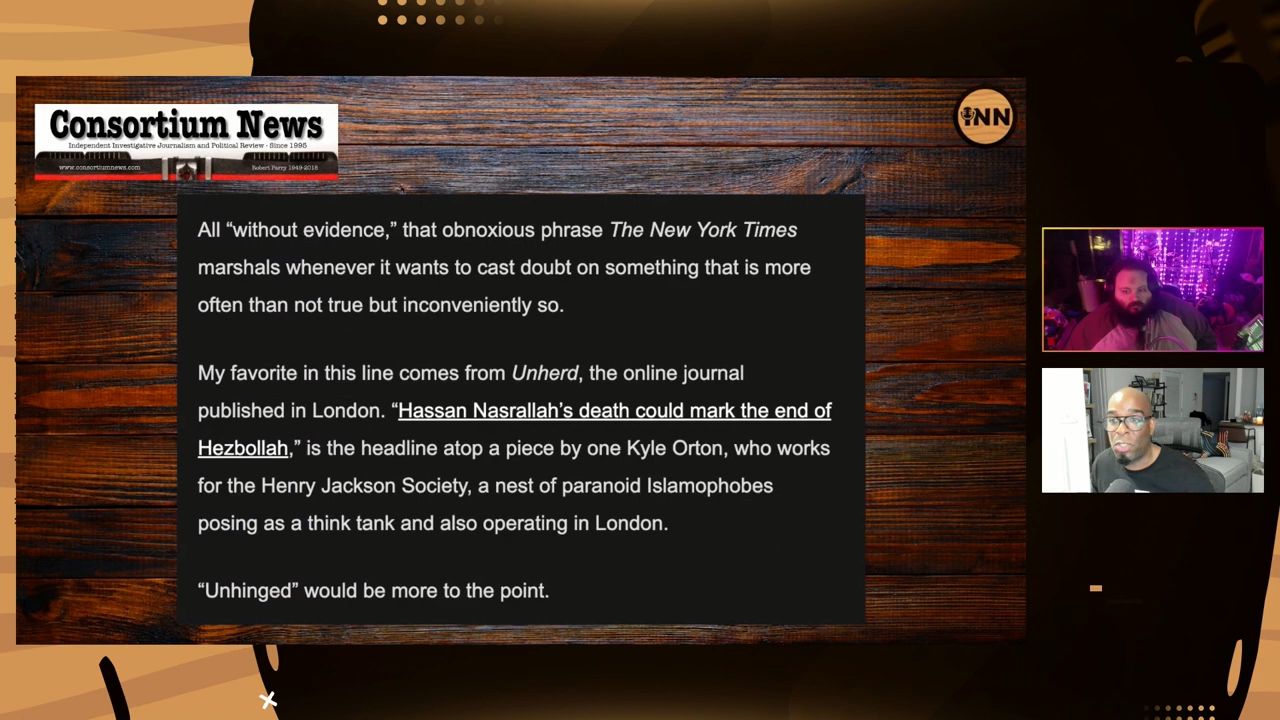 Consortium News
Independent Investigative Journalism and Political Review - Since 1995
www.consortiumnews.com
Robert Parry 1949-2018
iNN
All “without evidence,” that obnoxious phrase The New York Times
marshals whenever it wants to cast doubt on something that is more
often than not true but inconveniently so.
My favorite in this line comes from Unherd, the online journal
published in London. “Hassan Nasrallah’s death could mark the end of
Hezbollah,” is the headline atop a piece by one Kyle Orton, who works
for the Henry Jackson Society, a nest of paranoid Islamophobes
posing as a think tank and also operating in London.
“Unhinged” would be more to the point.